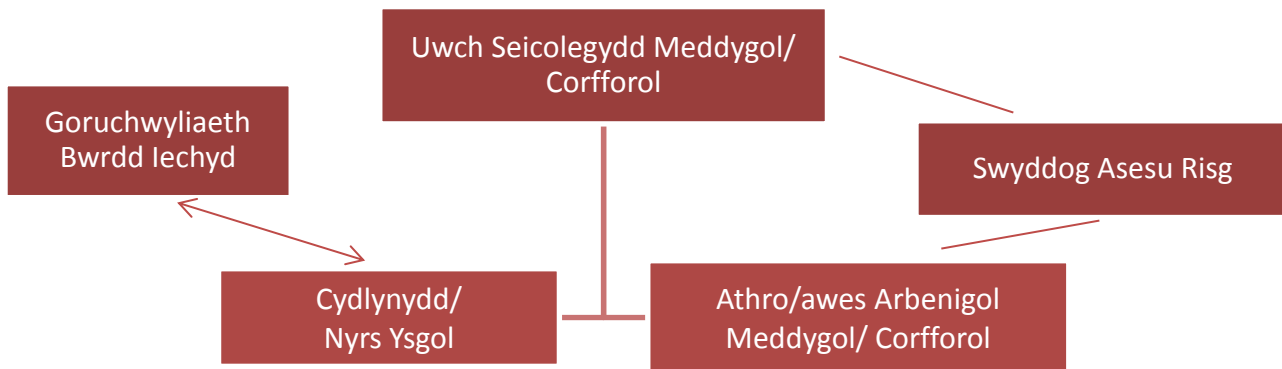 Uwch Seicolegydd Meddygol/
Corfforol
Goruchwyliaeth
Bwrdd Iechyd
Swyddog Asesu Risg
Cydlynydd/
Nyrs Ysgol
Athro/awes Arbenigol
Meddygol/ Corfforol